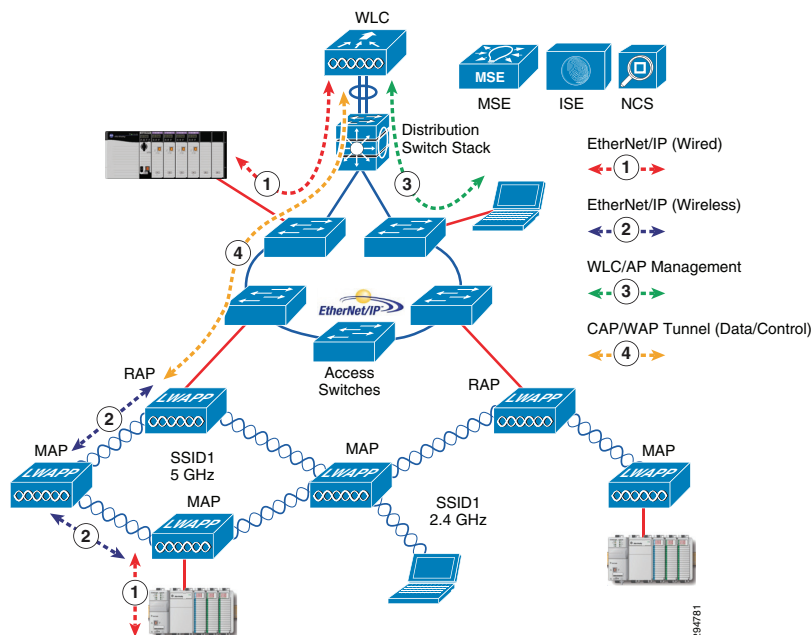 WLC
MSE
MSE
ISE
NCS
Distribution
Switch Stack
EtherNet/IP (Wired)
1
1
3
EtherNet/IP (Wireless)
2
4
WLC/AP Management
3
EtherNet/IP
CAP/WAP Tunnel (Data/Control)
4
Access
Switches
RAP
LWAPP
RAP
LWAPP
2
MAP
LWAPP
SSID1
5 GHz
MAP
LWAPP
MAP
LWAPP
MAP
LWAPP
SSID1
2.4 GHz
2
1
294781